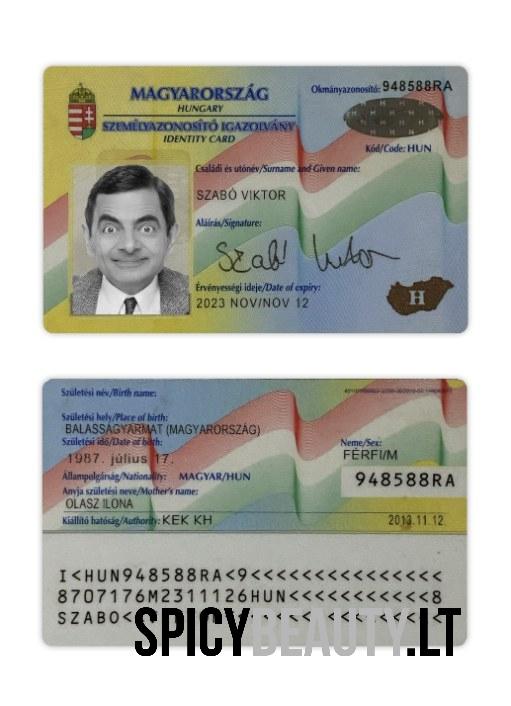 MAGYARORSZÁG
HUNGARY
SZEMÉLYAZONOSÍTÓ IGAZOLVÁNY
IDENTITY CARD
Okmányazonosító: 948588RA
Kód/Code: HUN
Családi és utónév/Surname and Given name:
SZABÓ VIKTOR
Aláírás/Signature:
Szabó Viktor
Érvényességi ideje/Date of expiry:
2023 NOV/NOV 12
H
Születési név/Birth name:
Születési hely/Place of birth:
BALASSAGYARMAT (MAGYARORSZÁG)
Születési idő/Date of birth:
1987. július 17.
Neme/Sex:
FÉRFI/M
Állampolgárság/Nationality: MAGYAR/HUN
948588RA
Anyja születési neve/Mother's name:
OLASZ ILONA
Kiállító hatóság/Authority: KEK KH
2013.11.12.
I<HUN948588RA<9<<<<<<<<<<<<<<<
8707176M2311126HUN<<<<<<<<<<<8
SZABO<
SPICYBEAUTY.LT